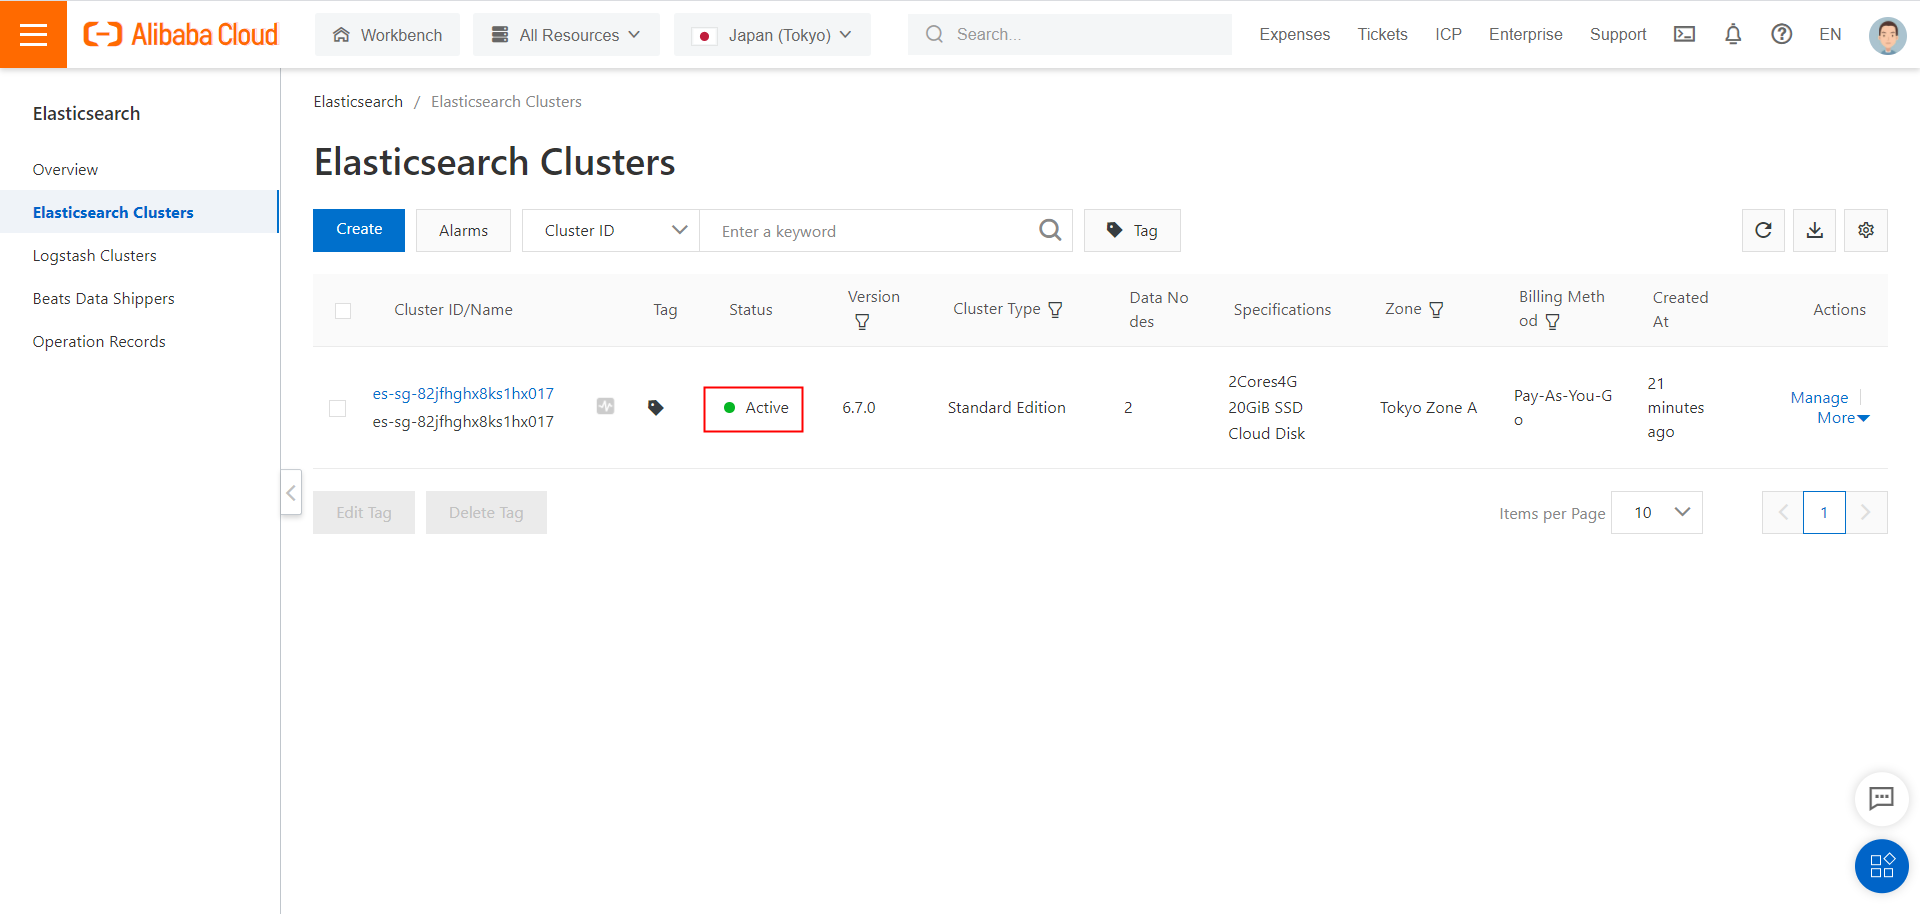 Alibaba Cloud
Workbench
All Resources
Japan (Tokyo)
Search...
Expenses
Tickets
ICP
Enterprise
Support
EN
Elasticsearch
Overview
Elasticsearch Clusters
Logstash Clusters
Beats Data Shippers
Operation Records
Elasticsearch / Elasticsearch Clusters
Elasticsearch Clusters
Create
Alarms
Cluster ID
Enter a keyword
Tag
Cluster ID/Name
Tag
Status
Version
Cluster Type
Data No
des
Specifications
Zone
Billing Meth
od
Created
At
Actions
es-sg-82jfhghx8ks1hx017
es-sg-82jfhghx8ks1hx017
Active
6.7.0
Standard Edition
2
2Cores4G
20GiB SSD
Cloud Disk
Tokyo Zone A
Pay-As-You-G
o
21
minutes
ago
Manage
More
Edit Tag
Delete Tag
Items per Page
10
1